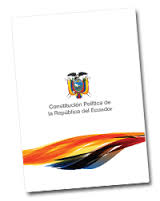 Constitución Política de
la República del Ecuador